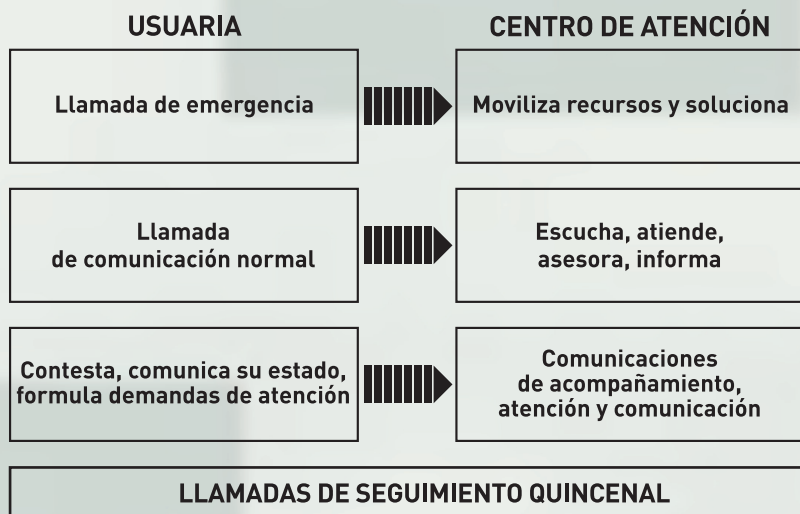 USUARIA
CENTRO DE ATENCIÓN
Llamada de emergencia
Moviliza recursos y soluciona
Llamada
de comunicación normal
Escucha, atiende,
asesora, informa
Contesta, comunica su estado,
formula demandas de atención
Comunicaciones
de acompañamiento,
atención y comunicación
LLAMADAS DE SEGUIMIENTO QUINCENAL